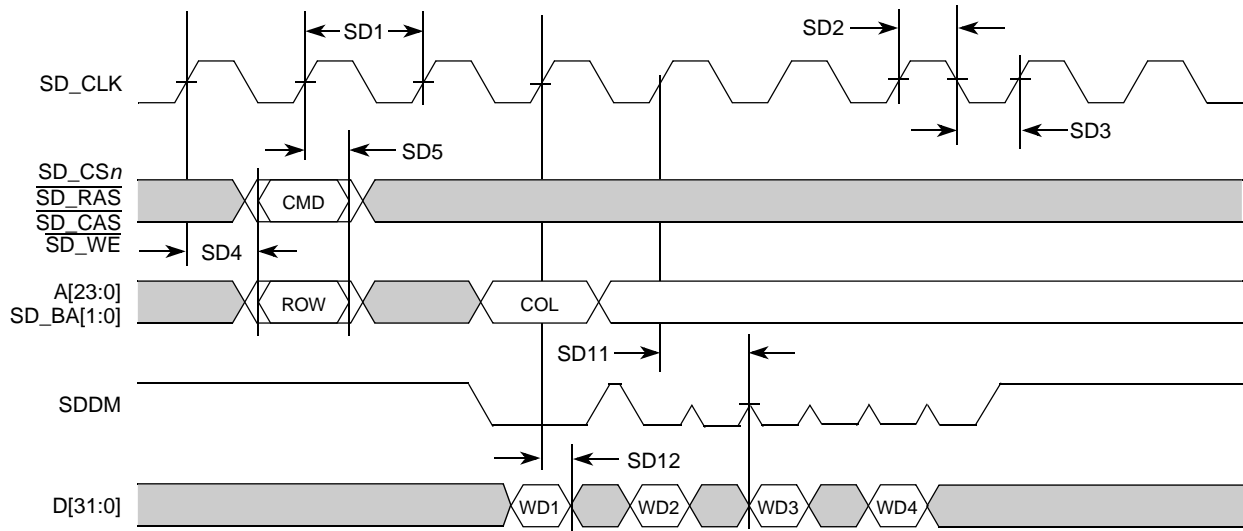 SD1
SD2
SD_CLK
SD3
SD5
SD_CSn
SD_RAS
CMD
SD_CAS
SD_WE
SD4
A[23:0]
SD_BA[1:0]
ROW
COL
SD11
SDDM
SD12
D[31:0]
WD1
WD2
WD3
WD4